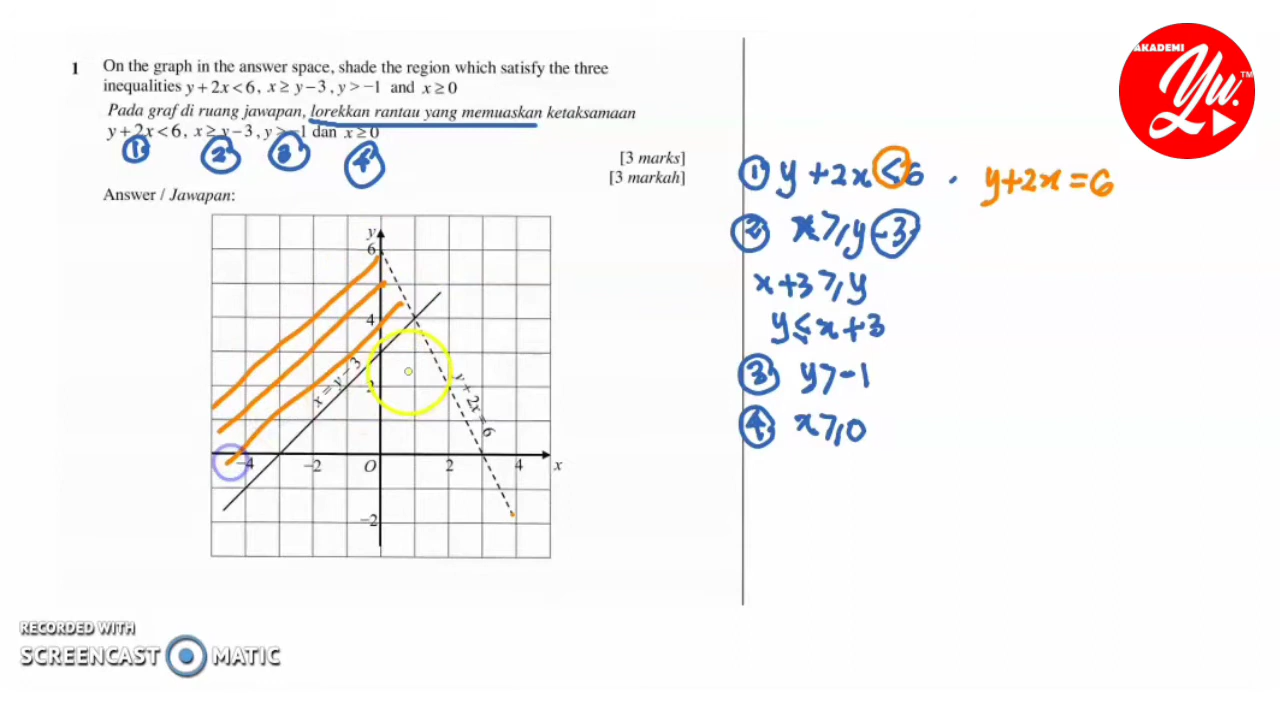 1 On the graph in the answer space, shade the region which satisfy the three
inequalities y + 2x < 6, x ≥ y − 3, y > −1 and x ≥ 0
Pada graf di ruang jawapan, lorekkan rantau yang memuaskan ketaksamaan
y + 2x < 6, x ≥ y − 3, y > −1 dan x ≥ 0
① ② ③ ④
[3 marks]
[3 markah]
Answer / Jawapan:
y
6
4
2
−4 −2 O 2 4 x
−2
x = y − 3
y + 2x = 6
① y + 2x < 6 . y + 2x = 6
② x ≥ y − 3
x + 3 ≥ y
y ≤ x + 3
③ y > −1
④ x ≥ 0
AKADEMI
Yu.
TM
RECORDED WITH
SCREENCAST MATIC